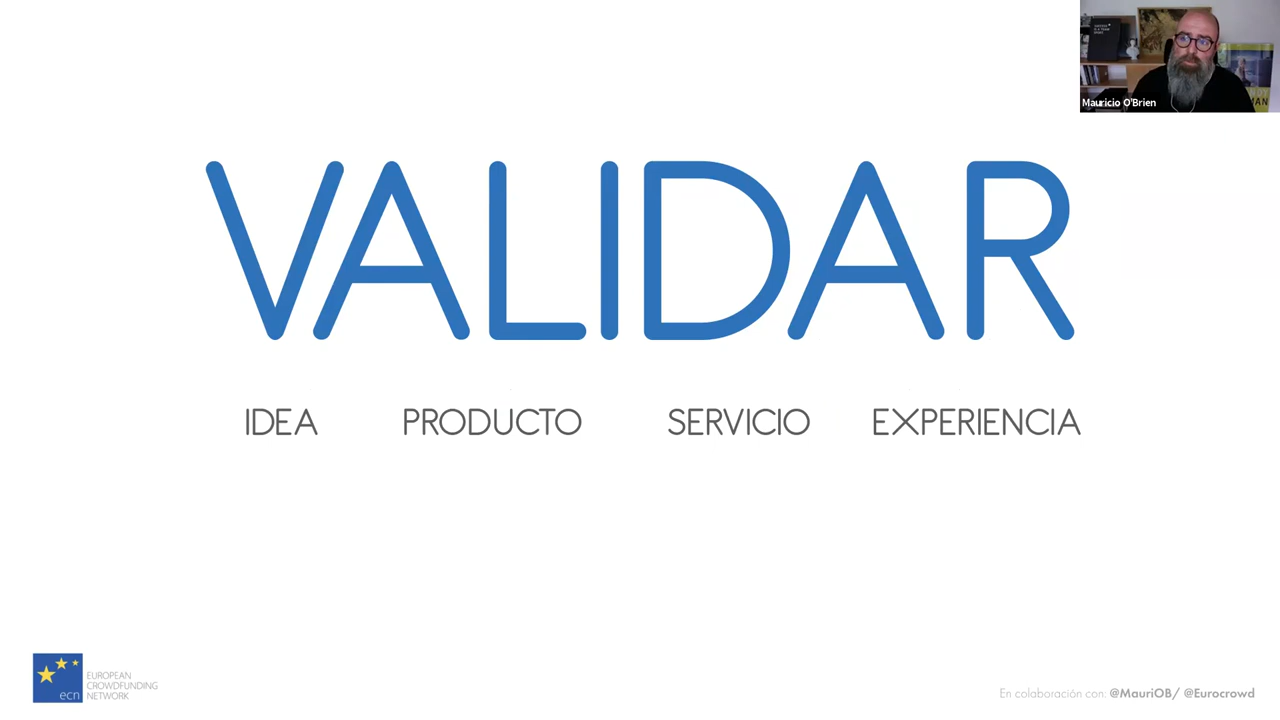 Mauricio O'Brien
VALIDAR
IDEA PRODUCTO SERVICIO EXPERIENCIA
ecn
EUROPEAN
CROWDFUNDING
NETWORK
En colaboración con: @MauriOB/ @Eurocrowd